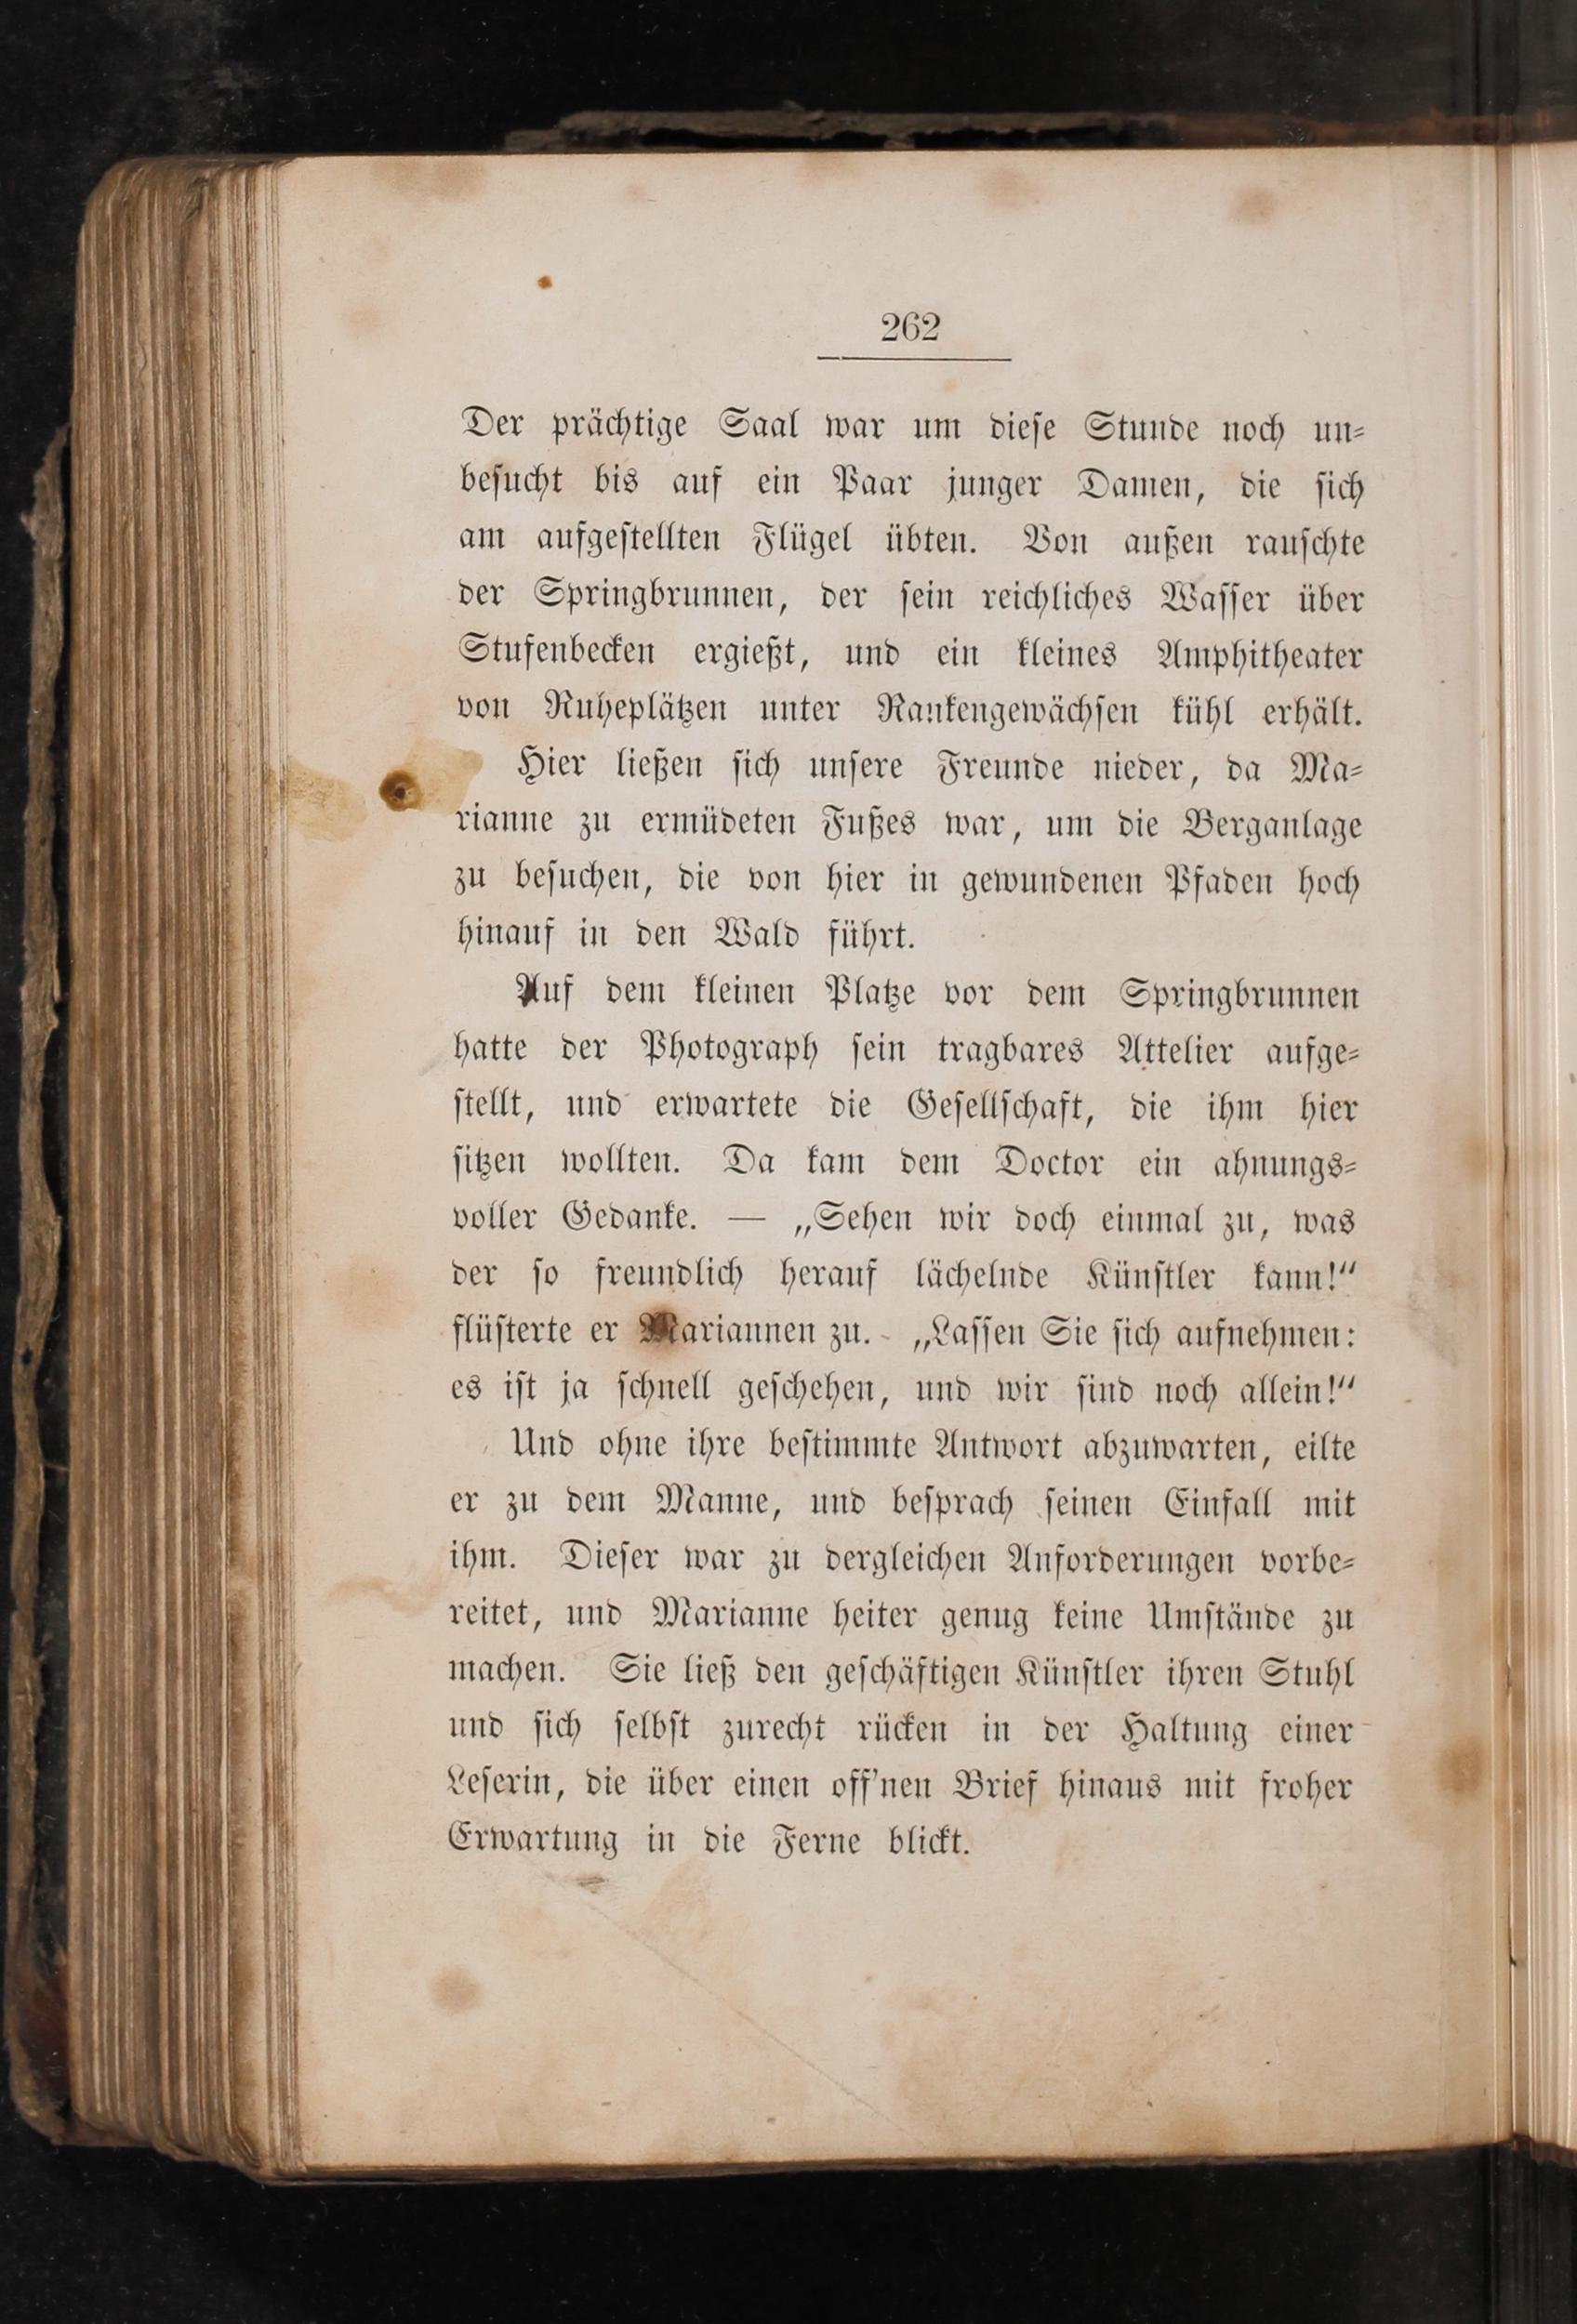 262
Der prächtige Saal war um dieſe Stunde noch un⸗
beſucht bis auf ein Paar junger Damen, die ſich
am aufgeſtellten Flügel übten. Von außen rauſchte
der Springbrunnen, der ſein reichliches Waſſer über
Stufenbecken ergießt, und ein kleines Amphitheater
von Ruheplätzen unter Rankengewächſen kühl erhält.
Hier ließen ſich unſere Freunde nieder, da Ma⸗
rianne zu ermüdeten Fußes war, um die Berganlage
zu beſuchen, die von hier in gewundenen Pfaden hoch
hinauf in den Wald führt.
Auf dem kleinen Platze vor dem Springbrunnen
hatte der Photograph ſein tragbares Attelier aufge⸗
ſtellt, und erwartete die Geſellſchaft, die ihm hier
ſitzen wollten. Da kam dem Doctor ein ahnungs⸗
voller Gedanke. — „Sehen wir doch einmal zu, was
der ſo freundlich herauf lächelnde Künſtler kann!“
flüſterte er Mariannen zu. „Laſſen Sie ſich aufnehmen:
es iſt ja ſchnell geſchehen, und wir ſind noch allein!“
Und ohne ihre beſtimmte Antwort abzuwarten, eilte
er zu dem Manne, und beſprach ſeinen Einfall mit
ihm. Dieſer war zu dergleichen Anforderungen vorbe⸗
reitet, und Marianne heiter genug keine Umſtände zu
machen. Sie ließ den geſchäftigen Künſtler ihren Stuhl
und ſich ſelbſt zurecht rücken in der Haltung einer
Leſerin, die über einen off'nen Brief hinaus mit froher
Erwartung in die Ferne blickt.